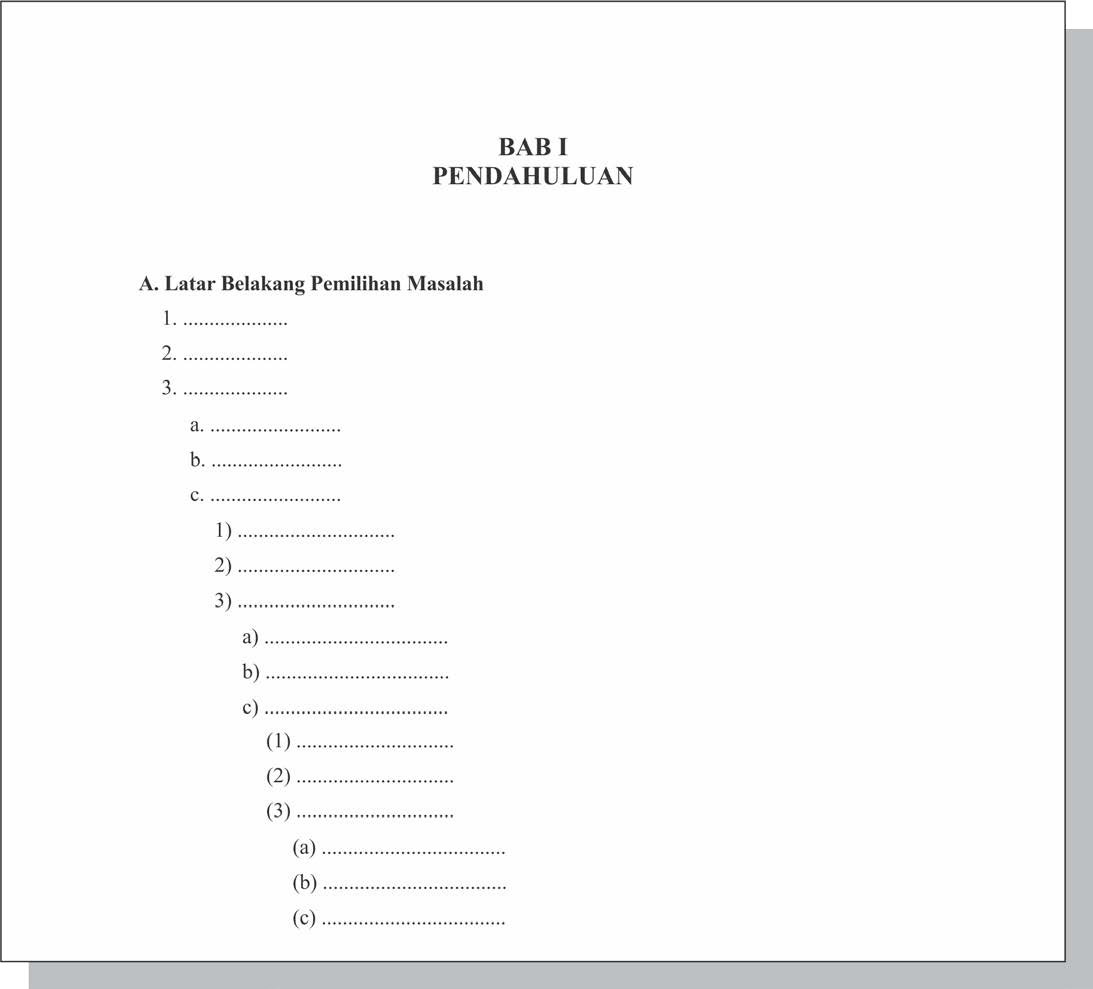 BAB I
PENDAHULUAN
A. Latar Belakang Pemilihan Masalah
1. ....................
2. ....................
3. ....................
a. .........................
b. .........................
c. .........................
1) ..............................
2) ..............................
3) ..............................
a) ...................................
b) ...................................
c) ...................................
(1) ..............................
(2) ..............................
(3) ..............................
(a) ...................................
(b) ...................................
(c) ...................................